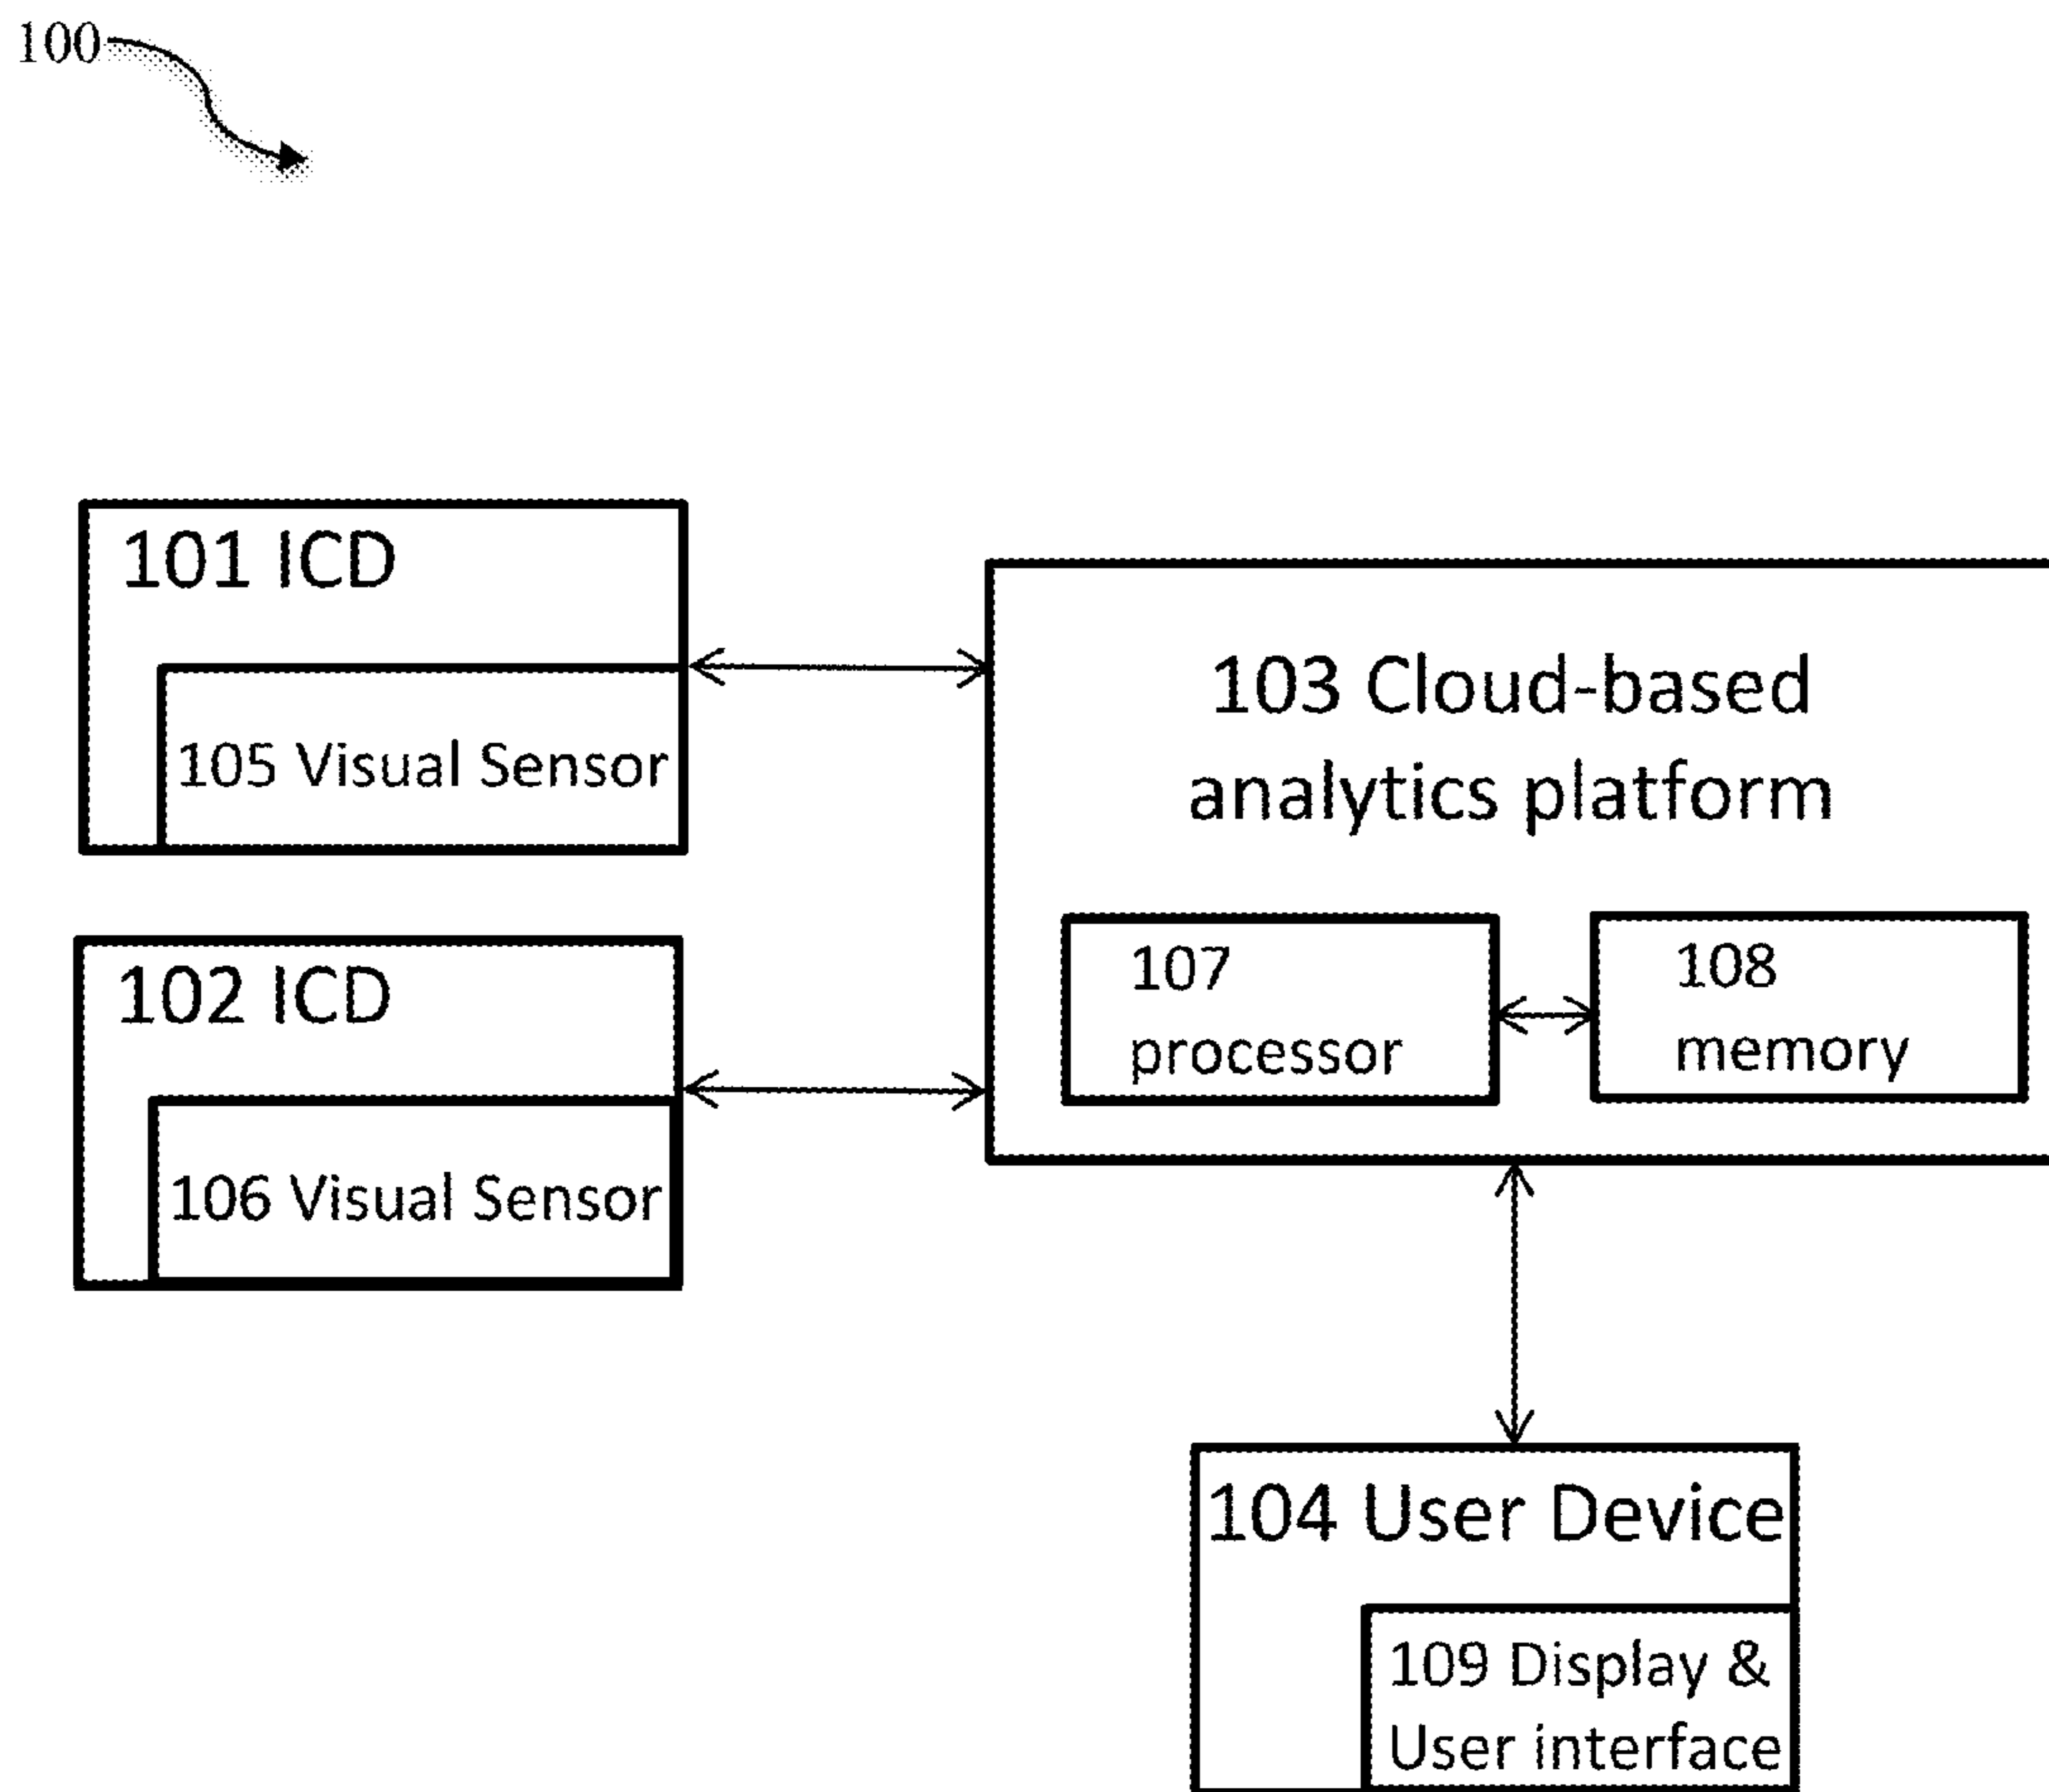 100
101 ICD
105 Visual Sensor
102 ICD
106 Visual Sensor
103 Cloud-based
analytics platform
107
processor
108
memory
104 User Device
109 Display &
User interface